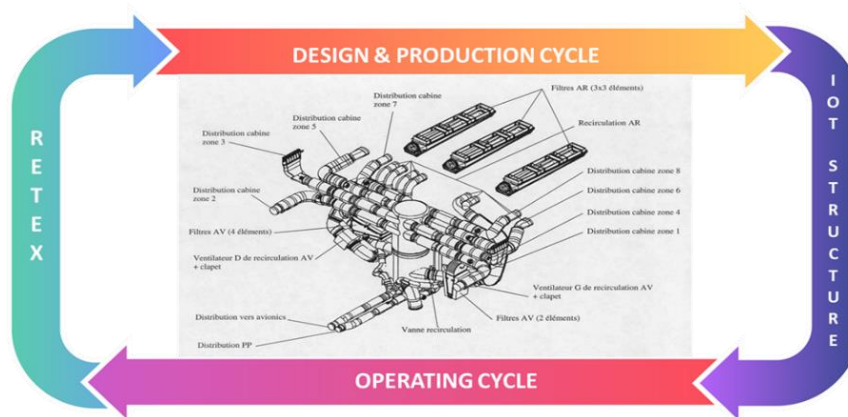 DESIGN & PRODUCTION CYCLE
RETEX
IOT STRUCTURE
Distribution cabine
zone 7
Filtres AR (3x3 éléments)
Distribution cabine
zone 5
Distribution cabine
zone 3
Recirculation AR
Distribution cabine zone 8
Distribution cabine
zone 2
Distribution cabine zone 6
Distribution cabine zone 4
Filtres AV (4 éléments)
Distribution cabine zone 1
Ventilateur D de recirculation AV
+ clapet
Ventilateur G de recirculation AV
+ clapet
Distribution vers avionics
Filtres AV (2 éléments)
Vanne recirculation
Distribution PP
OPERATING CYCLE